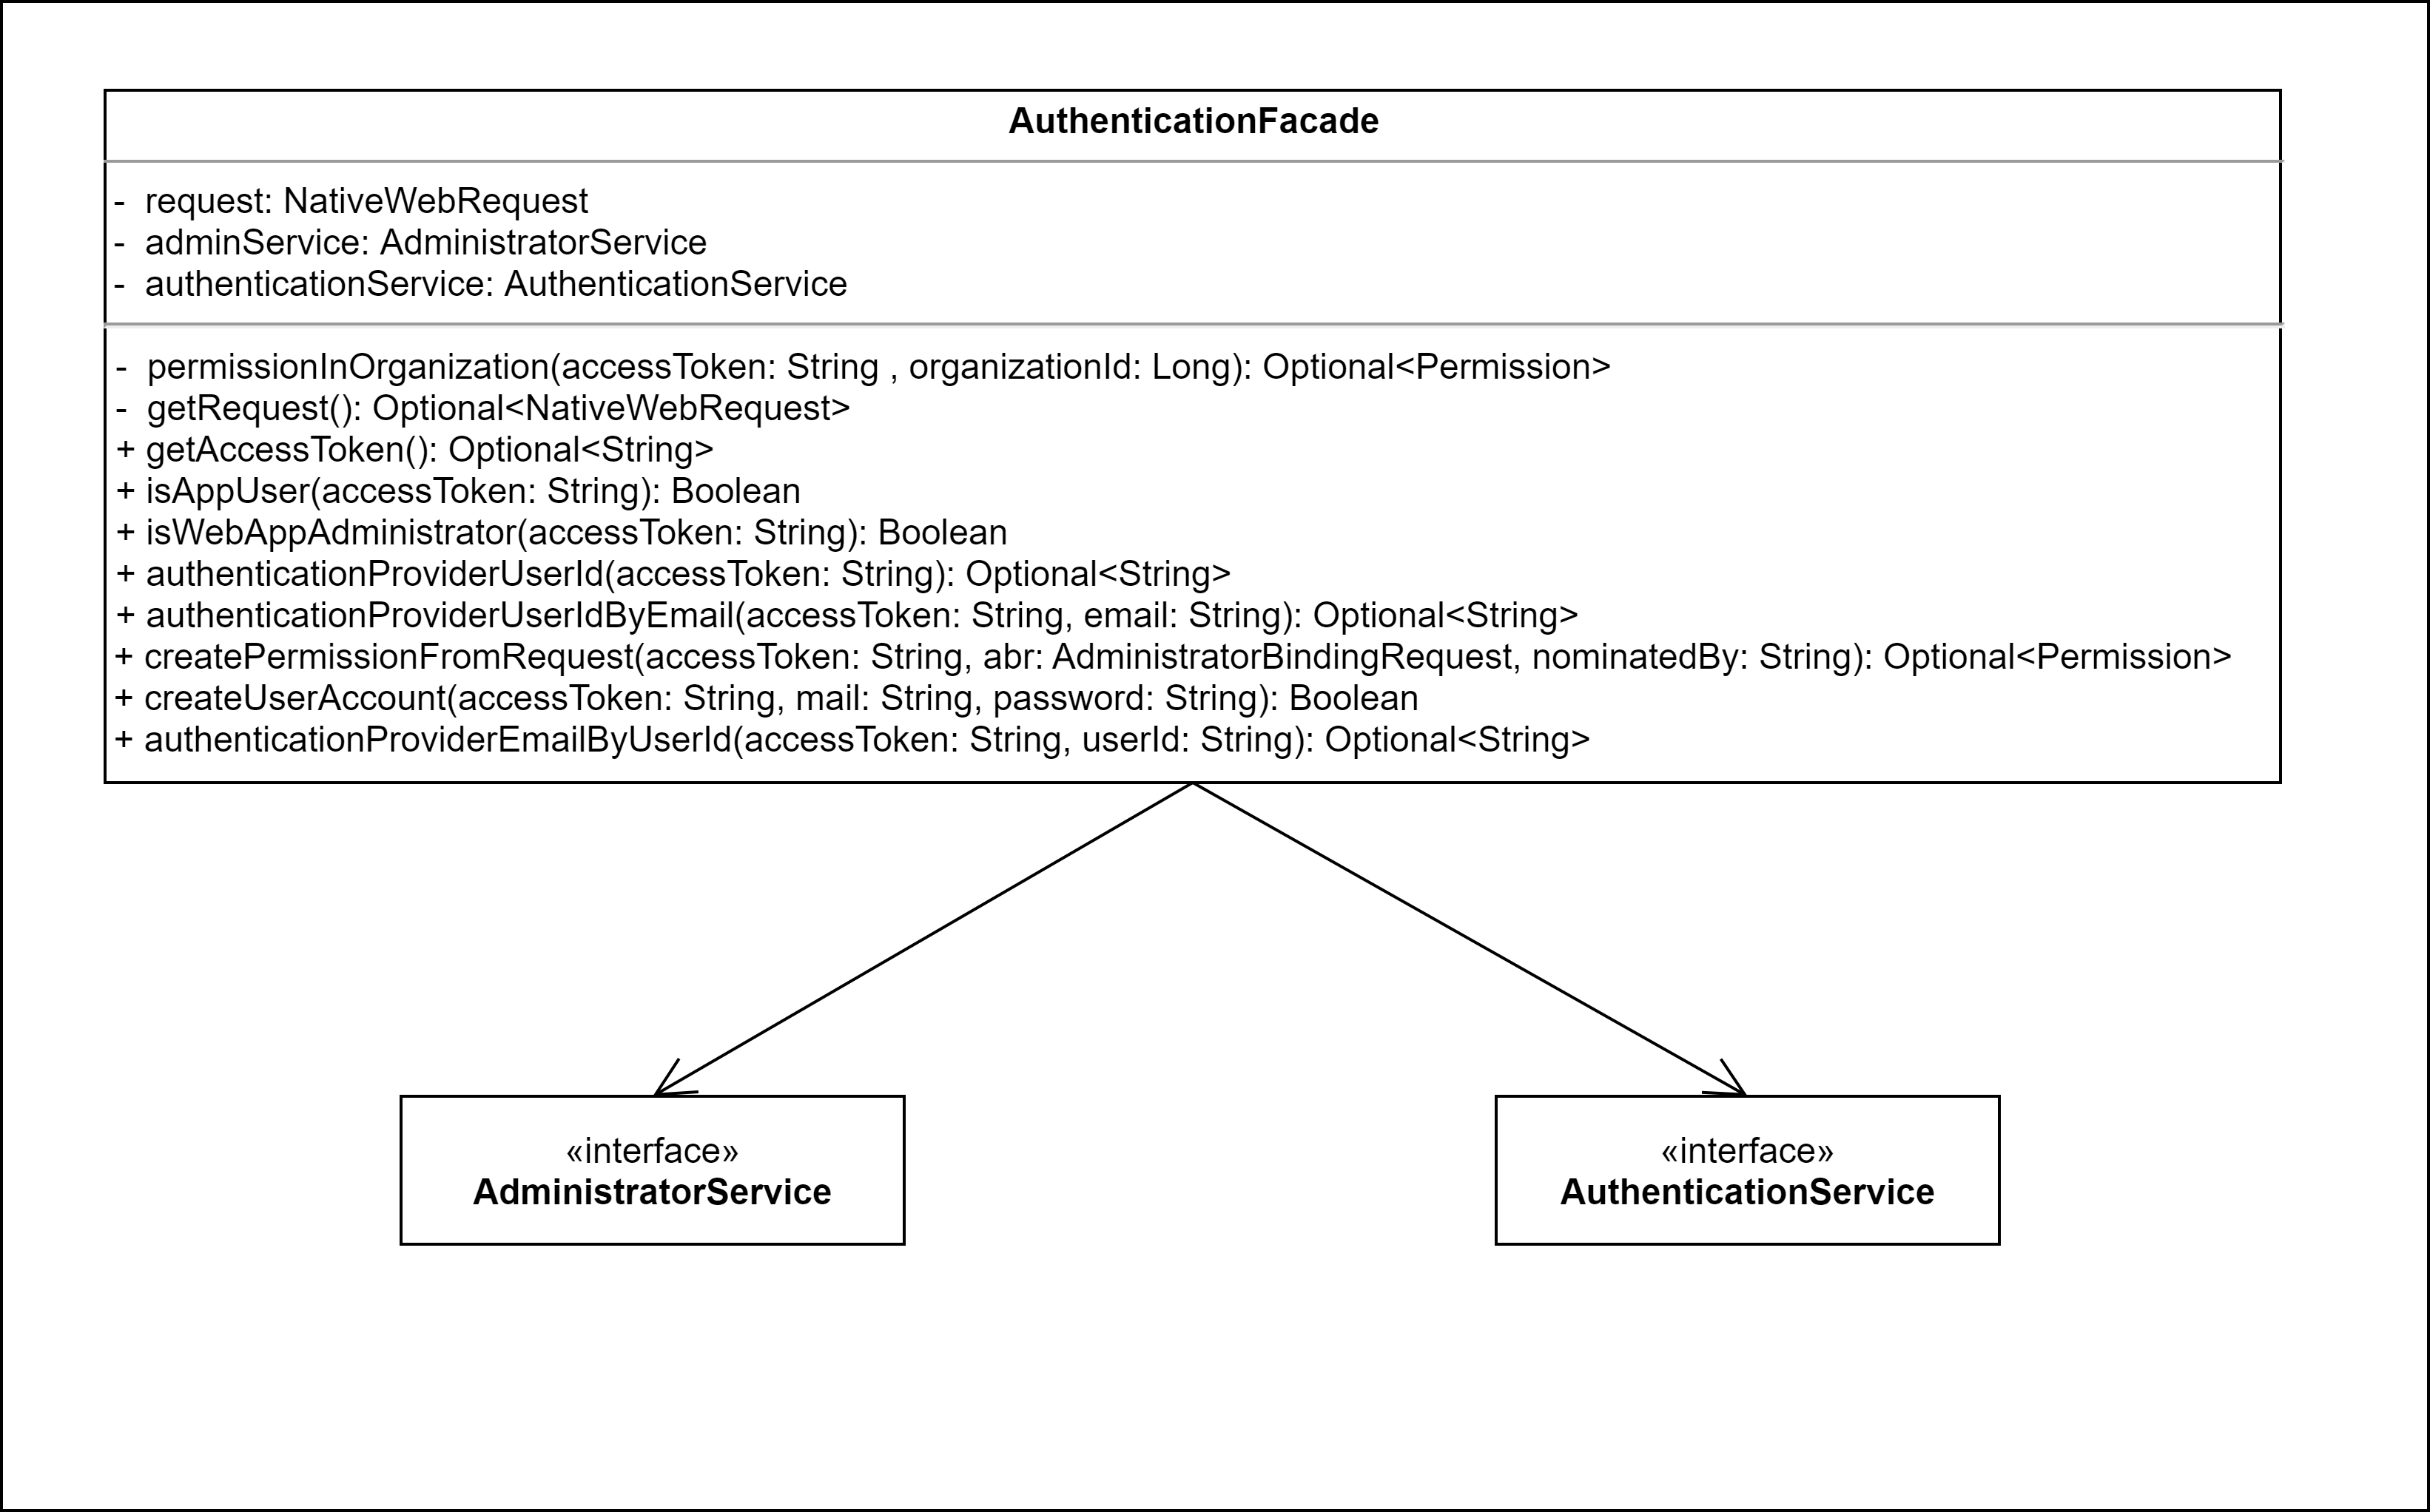 AuthenticationFacade
- request: NativeWebRequest
- adminService: AdministratorService
- authenticationService: AuthenticationService
- permissionInOrganization(accessToken: String , organizationId: Long): Optional<Permission>
- getRequest(): Optional<NativeWebRequest>
+ getAccessToken(): Optional<String>
+ isAppUser(accessToken: String): Boolean
+ isWebAppAdministrator(accessToken: String): Boolean
+ authenticationProviderUserId(accessToken: String): Optional<String>
+ authenticationProviderUserIdByEmail(accessToken: String, email: String): Optional<String>
+ createPermissionFromRequest(accessToken: String, abr: AdministratorBindingRequest, nominatedBy: String): Optional<Permission>
+ createUserAccount(accessToken: String, mail: String, password: String): Boolean
+ authenticationProviderEmailByUserId(accessToken: String, userId: String): Optional<String>
«interface»
AdministratorService
«interface»
AuthenticationService